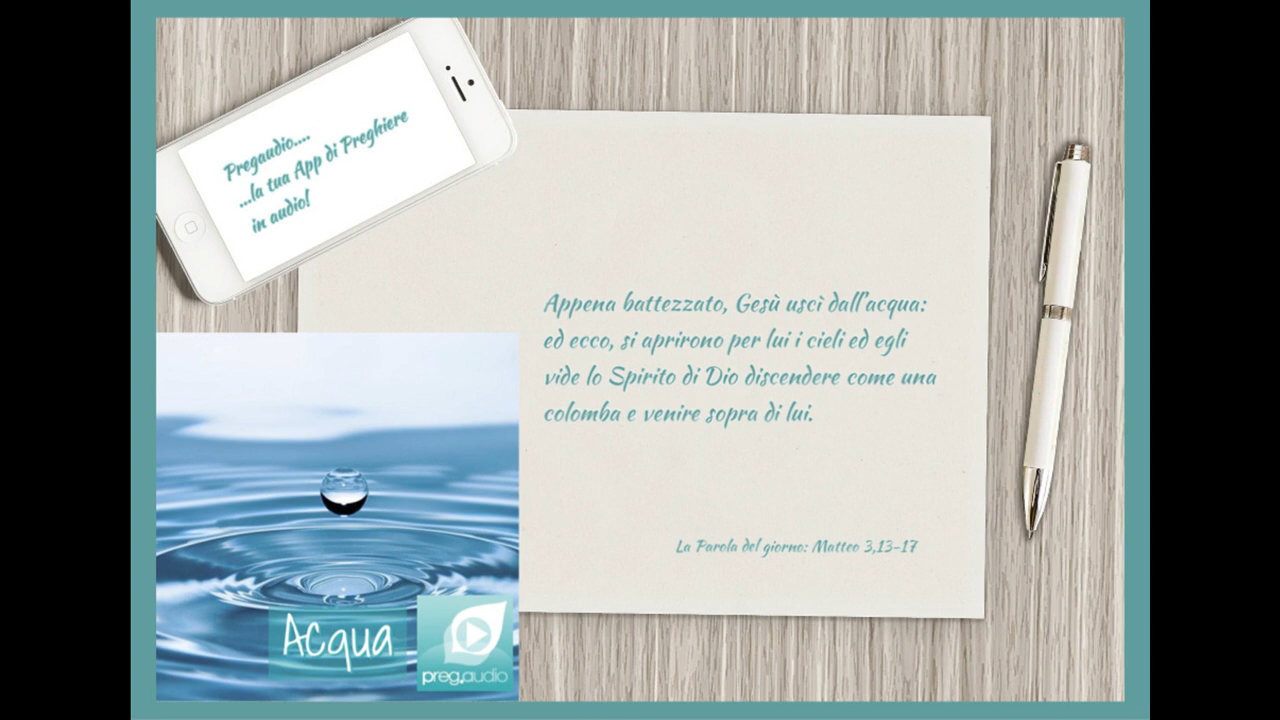 Pregaudio....
...la tua App di Preghiere
in audio!
Appena battezzato, Gesù uscì dall'acqua:
ed ecco, si aprirono per lui i cieli ed egli
vide lo Spirito di Dio discendere come una
colomba e venire sopra di lui.
La Parola del giorno: Matteo 3,13-17
Acqua
preg.audio